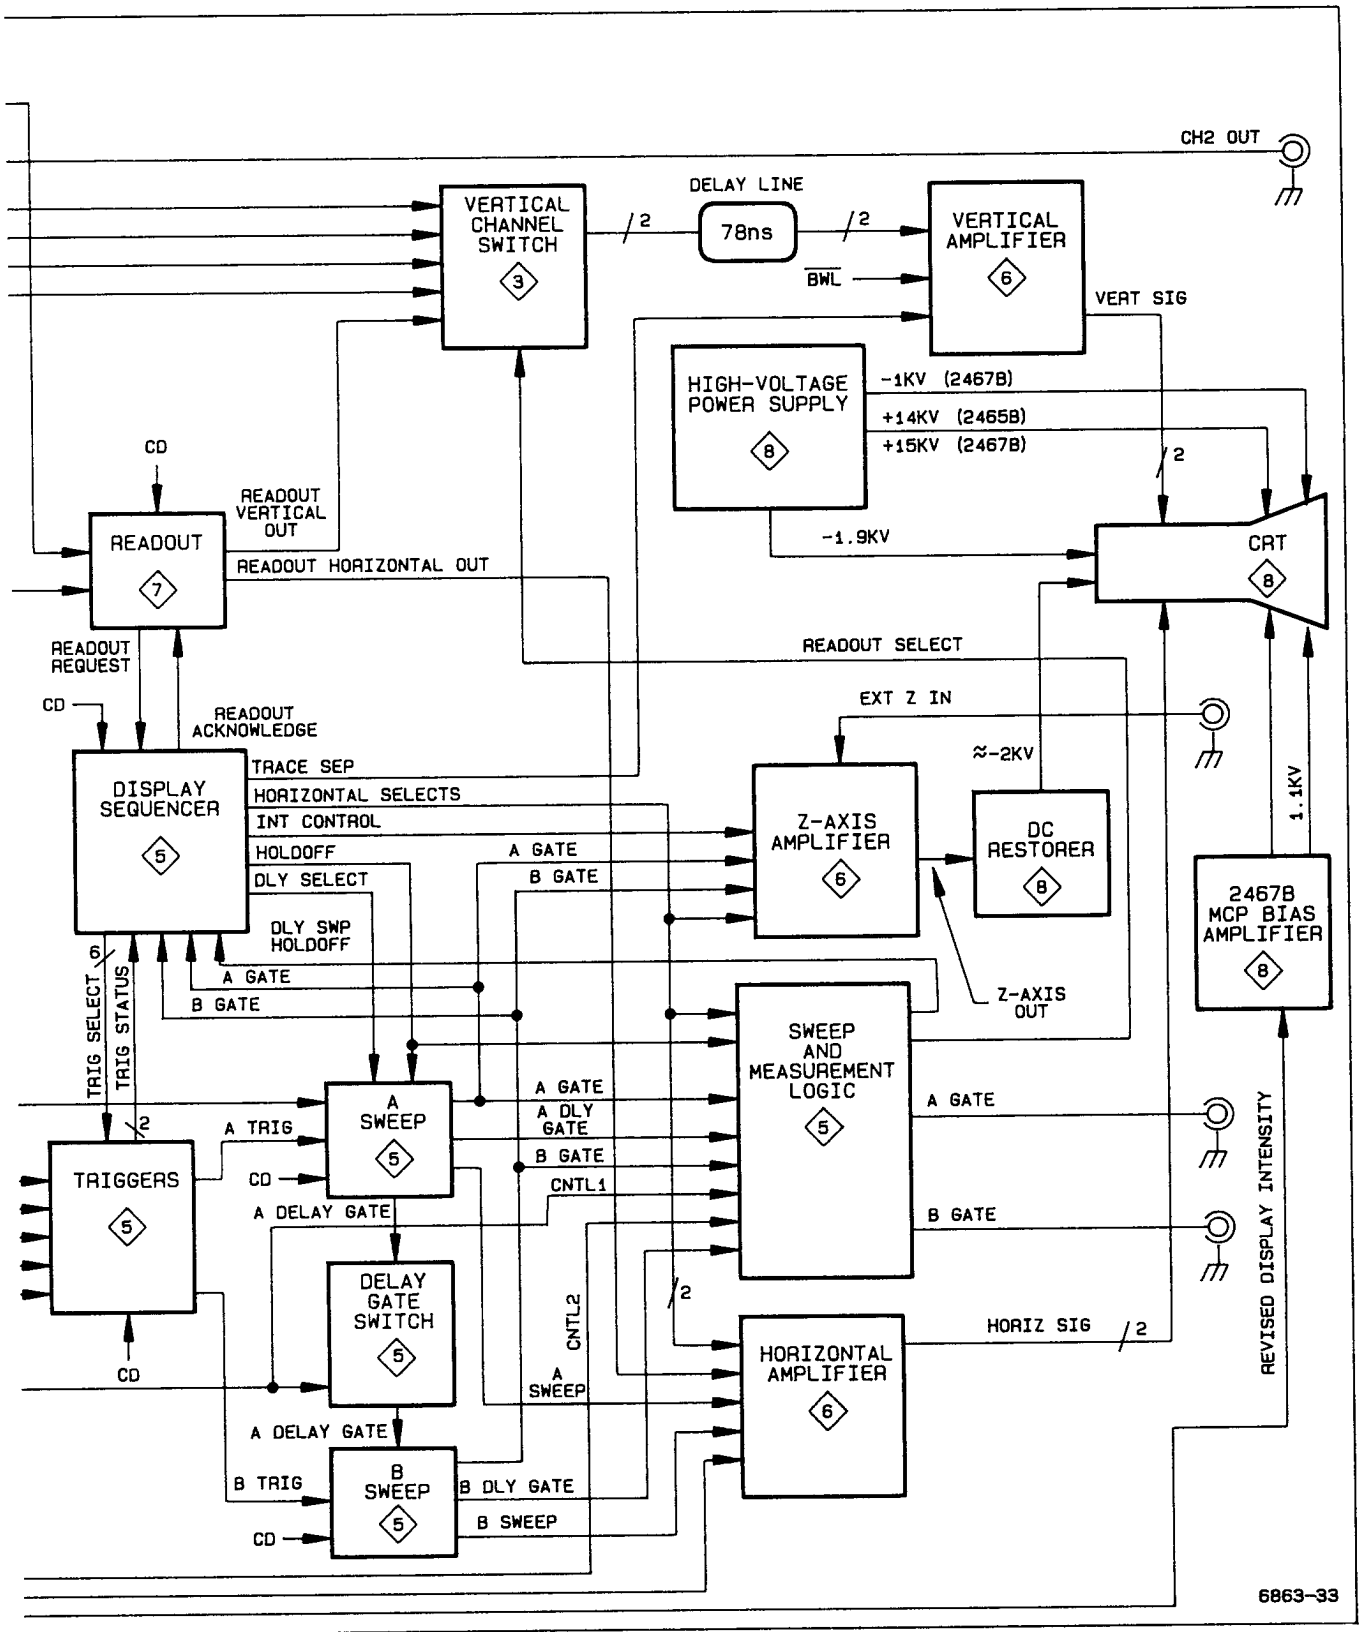 CH2 OUT
DELAY LINE
VERTICAL
CHANNEL
SWITCH
3
2
78ns
2
VERTICAL
AMPLIFIER
6
BWL
VERT SIG
HIGH-VOLTAGE
POWER SUPPLY
8
-1KV (2467B)
+14KV (2465B)
+15KV (2467B)
2
CD
READOUT
VERTICAL
OUT
-1.9KV
READOUT
7
READOUT HORIZONTAL OUT
CRT
8
READOUT
REQUEST
READOUT SELECT
CD
READOUT
ACKNOWLEDGE
EXT Z IN
≈-2KV
1.1KV
TRACE SEP
HORIZONTAL SELECTS
INT CONTROL
HOLDOFF
DLY SELECT
DISPLAY
SEQUENCER
5
A GATE
B GATE
Z-AXIS
AMPLIFIER
6
DC
RESTORER
8
2467B
MCP BIAS
AMPLIFIER
8
DLY SWP
HOLDOFF
6
A GATE
B GATE
TRIG SELECT
TRIG STATUS
2
Z-AXIS
OUT
SWEEP
AND
MEASUREMENT
LOGIC
5
A
SWEEP
5
A GATE
A DLY
GATE
B GATE
CNTL1
A GATE
B GATE
A TRIG
CD
TRIGGERS
5
CD
A DELAY GATE
DELAY
GATE
SWITCH
5
CNTL2
2
REVISED DISPLAY INTENSITY
HORIZ SIG
2
HORIZONTAL
AMPLIFIER
6
A
SWEEP
A DELAY GATE
B TRIG
CD
B
SWEEP
5
B DLY GATE
B SWEEP
6863-33